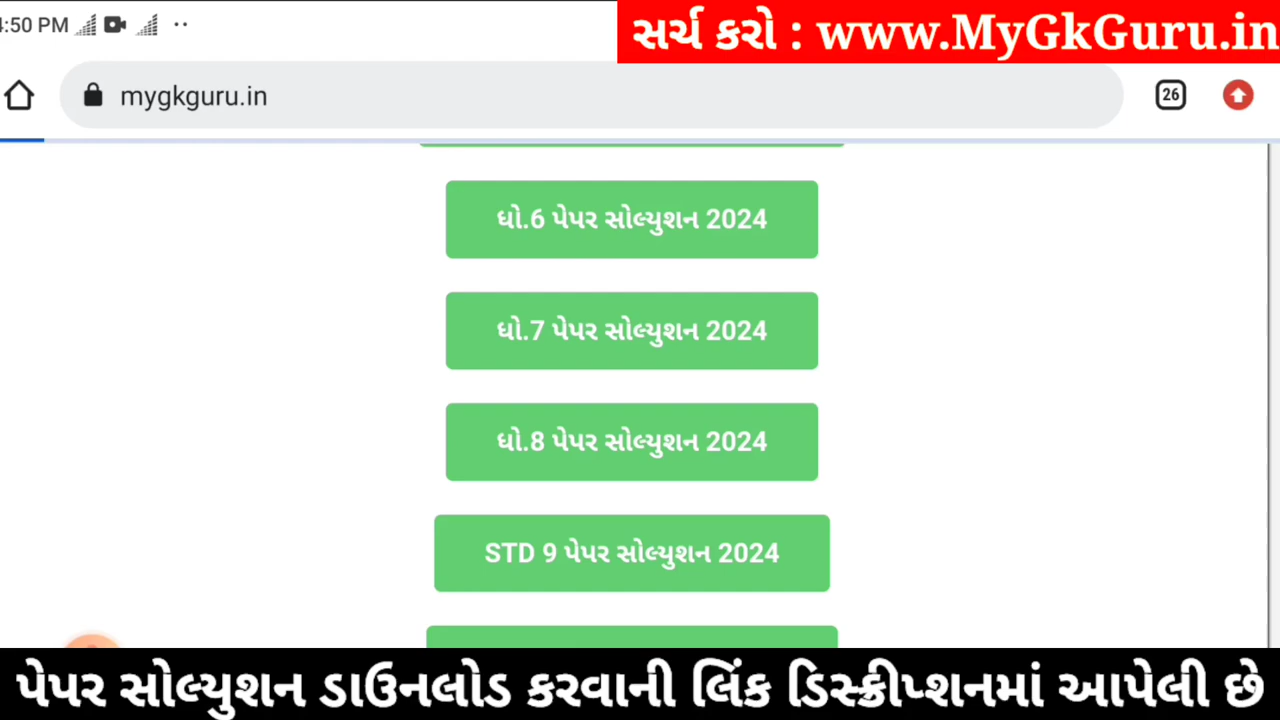 :50 PM
સર્ચ કરો : www.MyGkGuru.in
mygkguru.in
26
ધો.6 પેપર સોલ્યુશન 2024
ધો.7 પેપર સોલ્યુશન 2024
ધો.8 પેપર સોલ્યુશન 2024
STD 9 પેપર સોલ્યુશન 2024
પેપર સોલ્યુશન ડાઉનલોડ કરવાની લિંક ડિસ્ક્રીપ્શનમાં આપેલી છે